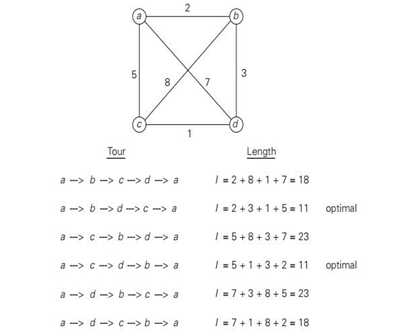 2
a b
5 8 7 3
c d
1
Tour Length
a ---> b ---> c ---> d ---> a l = 2 + 8 + 1 + 7 = 18
a ---> b ---> d ---> c ---> a l = 2 + 3 + 1 + 5 = 11 optimal
a ---> c ---> b ---> d ---> a l = 5 + 8 + 3 + 7 = 23
a ---> c ---> d ---> b ---> a l = 5 + 1 + 3 + 2 = 11 optimal
a ---> d ---> b ---> c ---> a l = 7 + 3 + 8 + 5 = 23
a ---> d ---> c ---> b ---> a l = 7 + 1 + 8 + 2 = 18